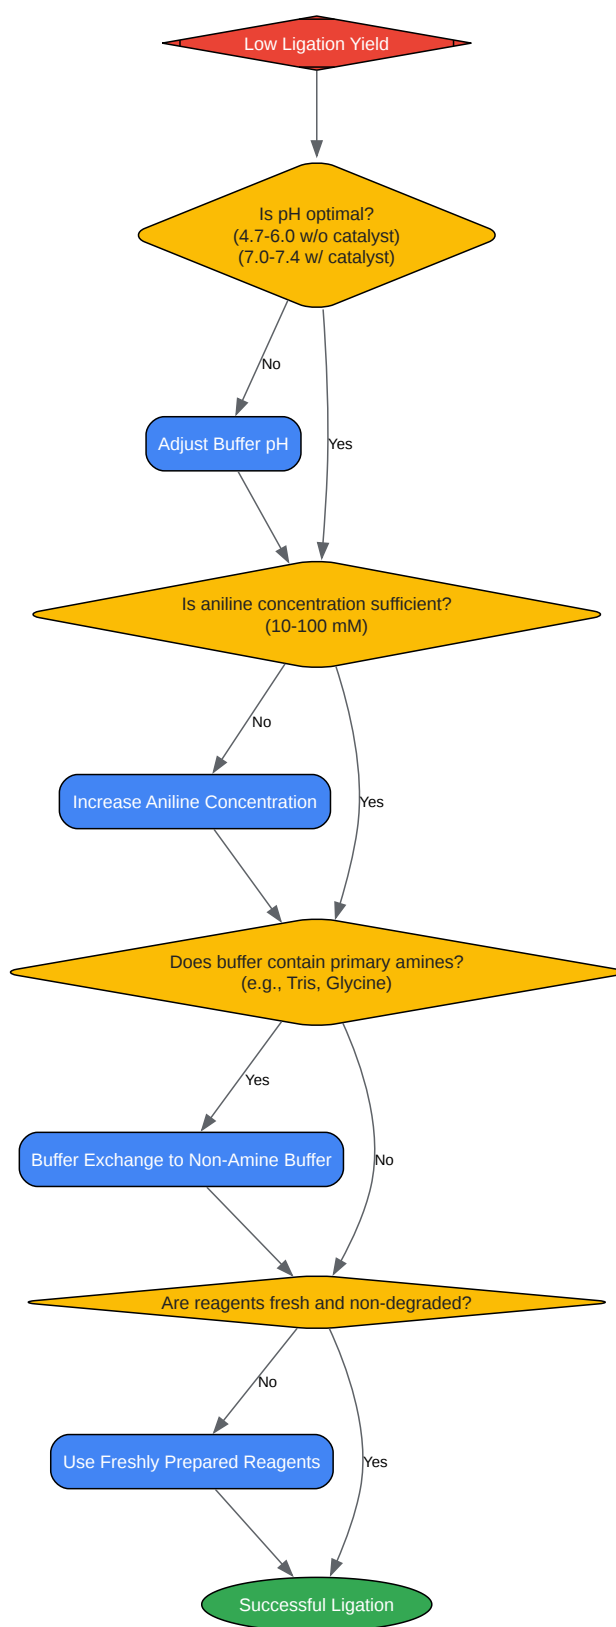 Low Ligation Yield
Is pH optimal?
(4.7-6.0 w/o catalyst)
(7.0-7.4 w/ catalyst)
No
Adjust Buffer pH
Yes
Is aniline concentration sufficient?
(10-100 mM)
No
Increase Aniline Concentration
Yes
Does buffer contain primary amines?
(e.g., Tris, Glycine)
Yes
Buffer Exchange to Non-Amine Buffer
No
Are reagents fresh and non-degraded?
No
Use Freshly Prepared Reagents
Yes
Successful Ligation